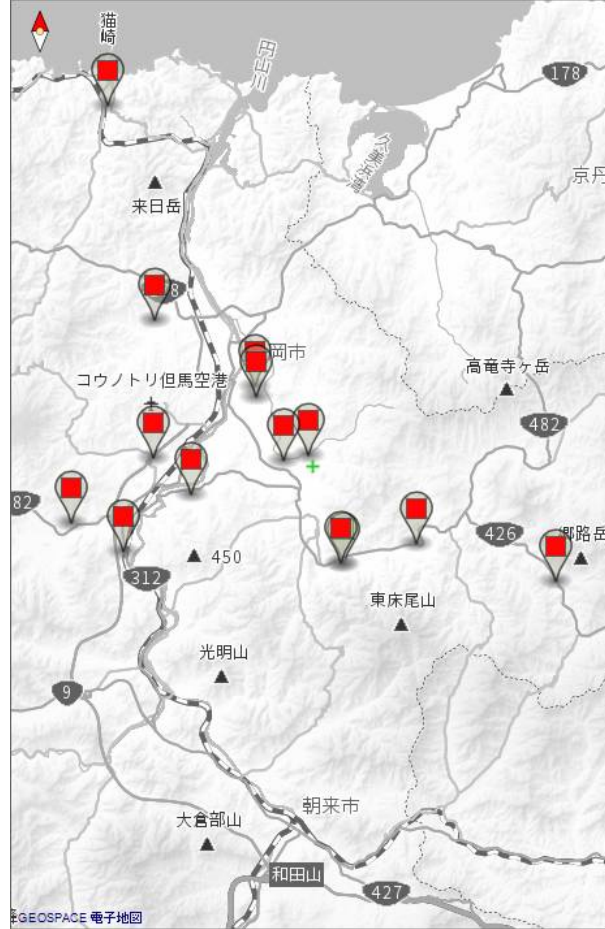 猫崎
円山川
178
久美浜湾
京丹
来日岳
岡市
コウノトリ但馬空港
高竜寺ヶ岳
482
82
426
郷路岳
450
312
東床尾山
光明山
9
朝来市
大倉部山
和田山
427
GEOSPACE 電子地図